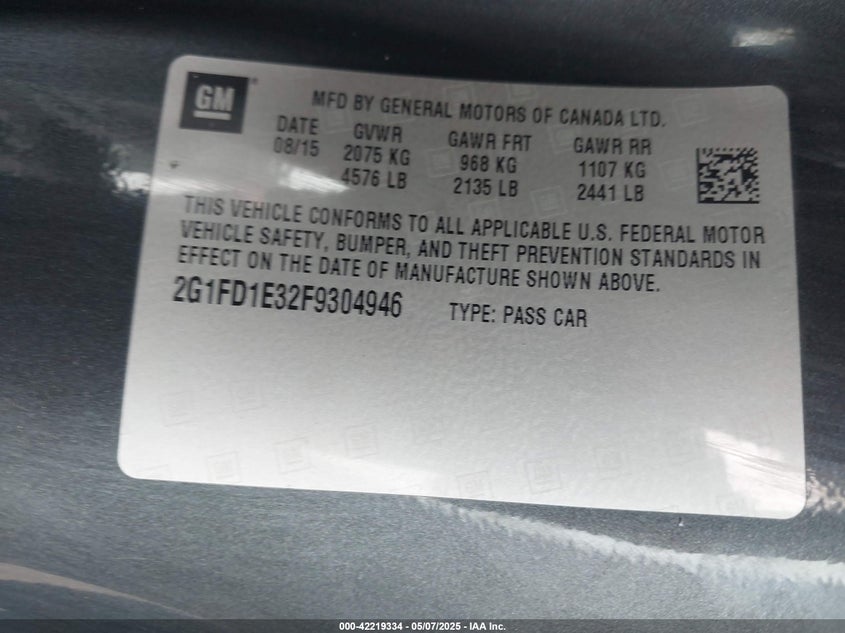 GM
MFD BY GENERAL MOTORS OF CANADA LTD.
DATE GVWR GAWR FRT GAWR RR
08/15 2075 KG 968 KG 1107 KG
4576 LB 2135 LB 2441 LB
THIS VEHICLE CONFORMS TO ALL APPLICABLE U.S. FEDERAL MOTOR
VEHICLE SAFETY, BUMPER, AND THEFT PREVENTION STANDARDS IN
EFFECT ON THE DATE OF MANUFACTURE SHOWN ABOVE.
2G1FD1E32F9304946 TYPE: PASS CAR
000-42219334 - 05/07/2025 - IAA Inc.